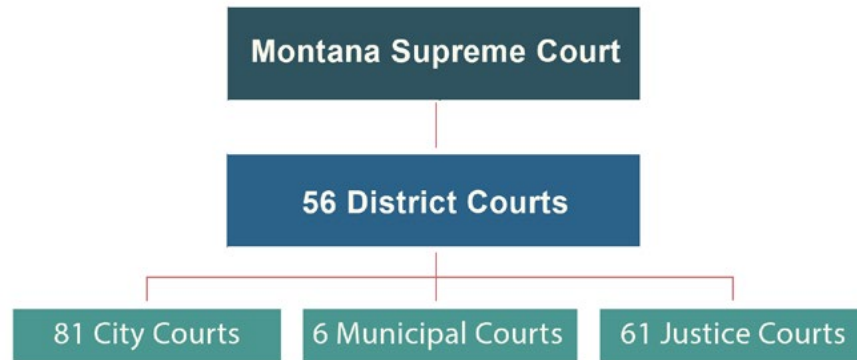 Montana Supreme Court
56 District Courts
81 City Courts
6 Municipal Courts
61 Justice Courts